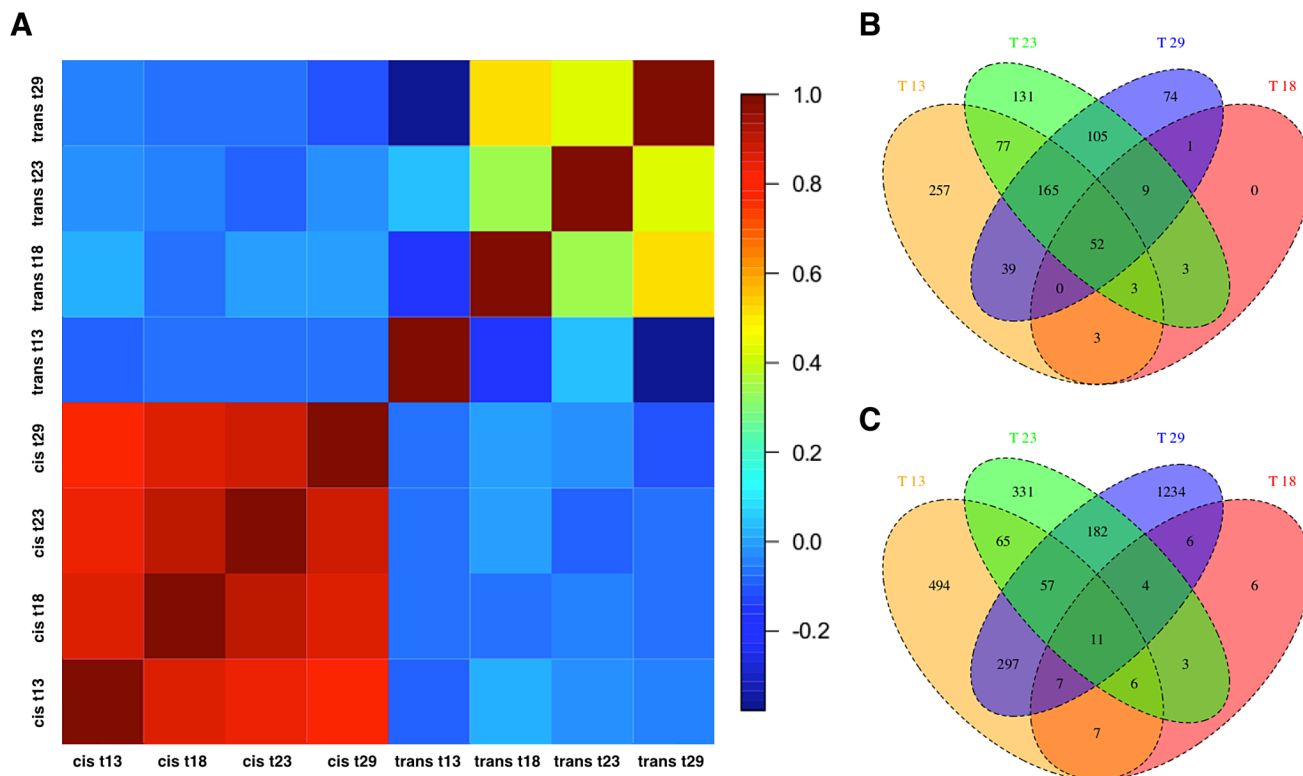 A
trans t29
trans t23
trans t18
trans t13
cis t29
cis t23
cis t18
cis t13
cis t13 cis t18 cis t23 cis t29 trans t13 trans t18 trans t23 trans t29
1.0
0.8
0.6
0.4
0.2
0.0
-0.2
B
T 23 T 29
T 13 T 18
131 74
77 105 1
257 165 9 0
52
39 0 3 3
3
C
T 23 T 29
T 13 T 18
331 1234
65 182 6
494 57 4 6
11
297 7 6 3
7